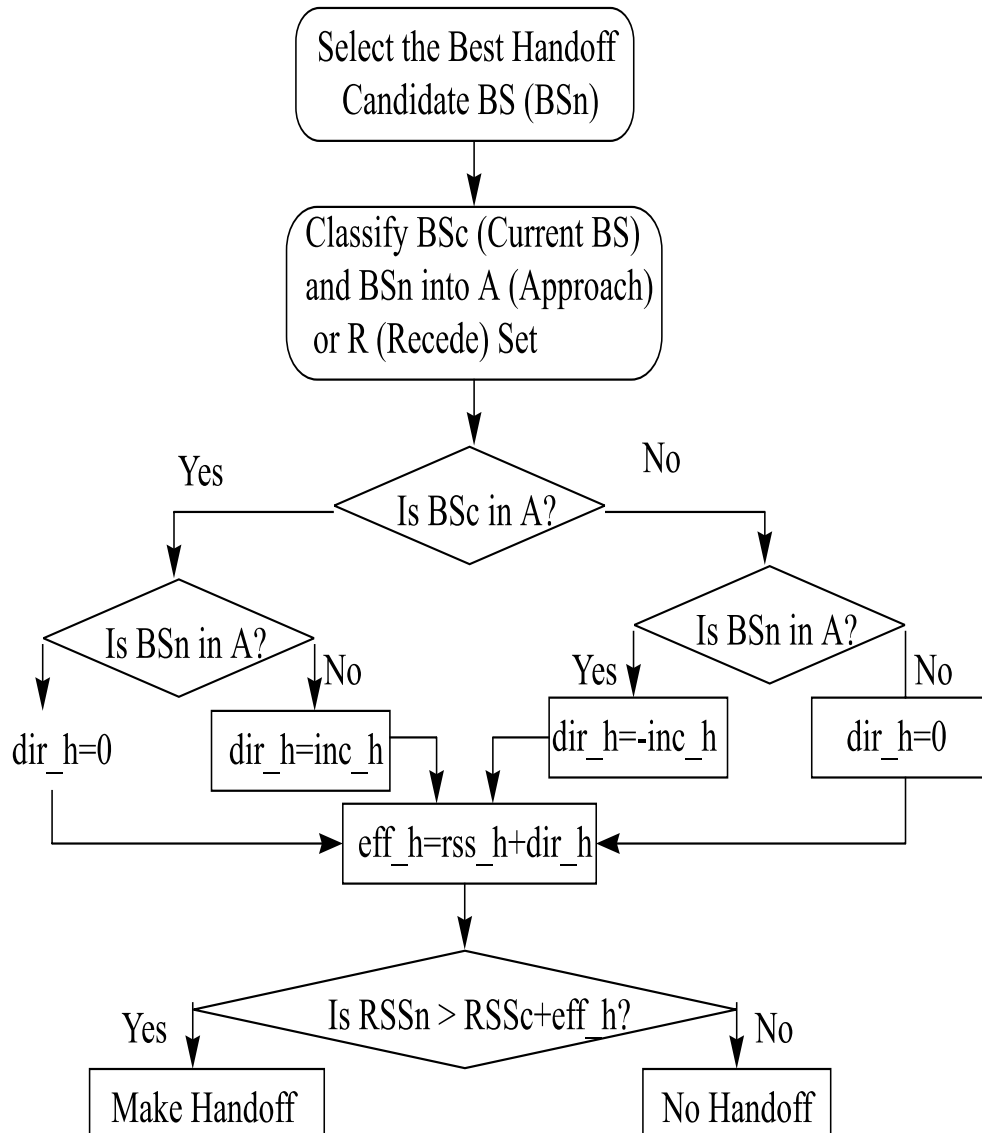 Select the Best Handoff
Candidate BS (BSn)
Classify BSc (Current BS)
and BSn into A (Approach)
or R (Recede) Set
Yes
No
Is BSc in A?
Is BSn in A?
Is BSn in A?
No
Yes
No
dir_h=0
dir_h=inc_h
dir_h=-inc_h
dir_h=0
eff_h=rss_h+dir_h
Is RSSn > RSSc+eff_h?
Yes
No
Make Handoff
No Handoff